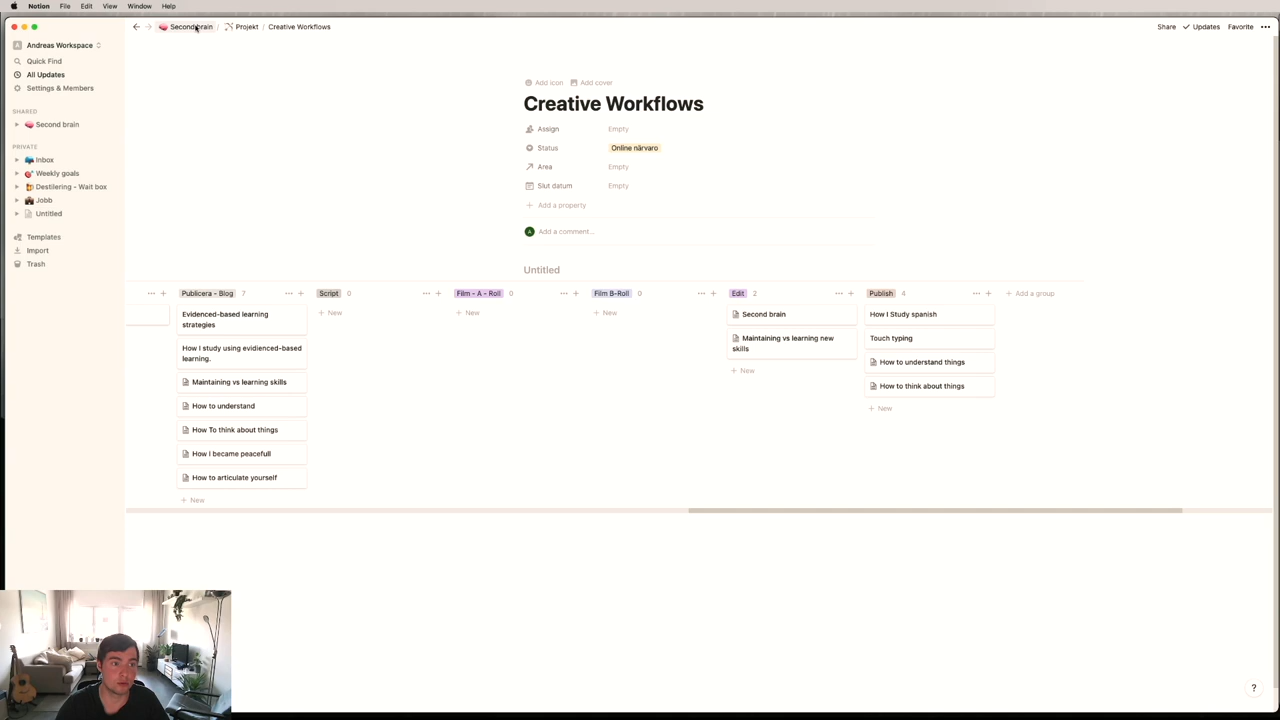 Notion File Edit View Window Help
Second brain / Projekt / Creative Workflows
Share Updates Favorite
A Andreas Workspace
Quick Find
All Updates
Settings & Members
SHARED
Second brain
PRIVATE
Inbox
Weekly goals
Destilering - Wait box
Jobb
Untitled
Templates
Import
Trash
Add icon Add cover
Creative Workflows
Assign Empty
Status Online närvaro
Area Empty
Slut datum Empty
Add a property
A Add a comment...
Untitled
Publicera - Blog 7
Evidenced-based learning
strategies
How I study using evidienced-based
learning.
Maintaining vs learning skills
How to understand
How To think about things
How I became peacefull
How to articulate yourself
New
Script 0
New
Film - A - Roll 0
New
Film B-Roll 0
New
Edit 2
Second brain
Maintaining vs learning new
skills
New
Publish 4
How I Study spanish
Touch typing
How to understand things
How to think about things
New
Add a group
?